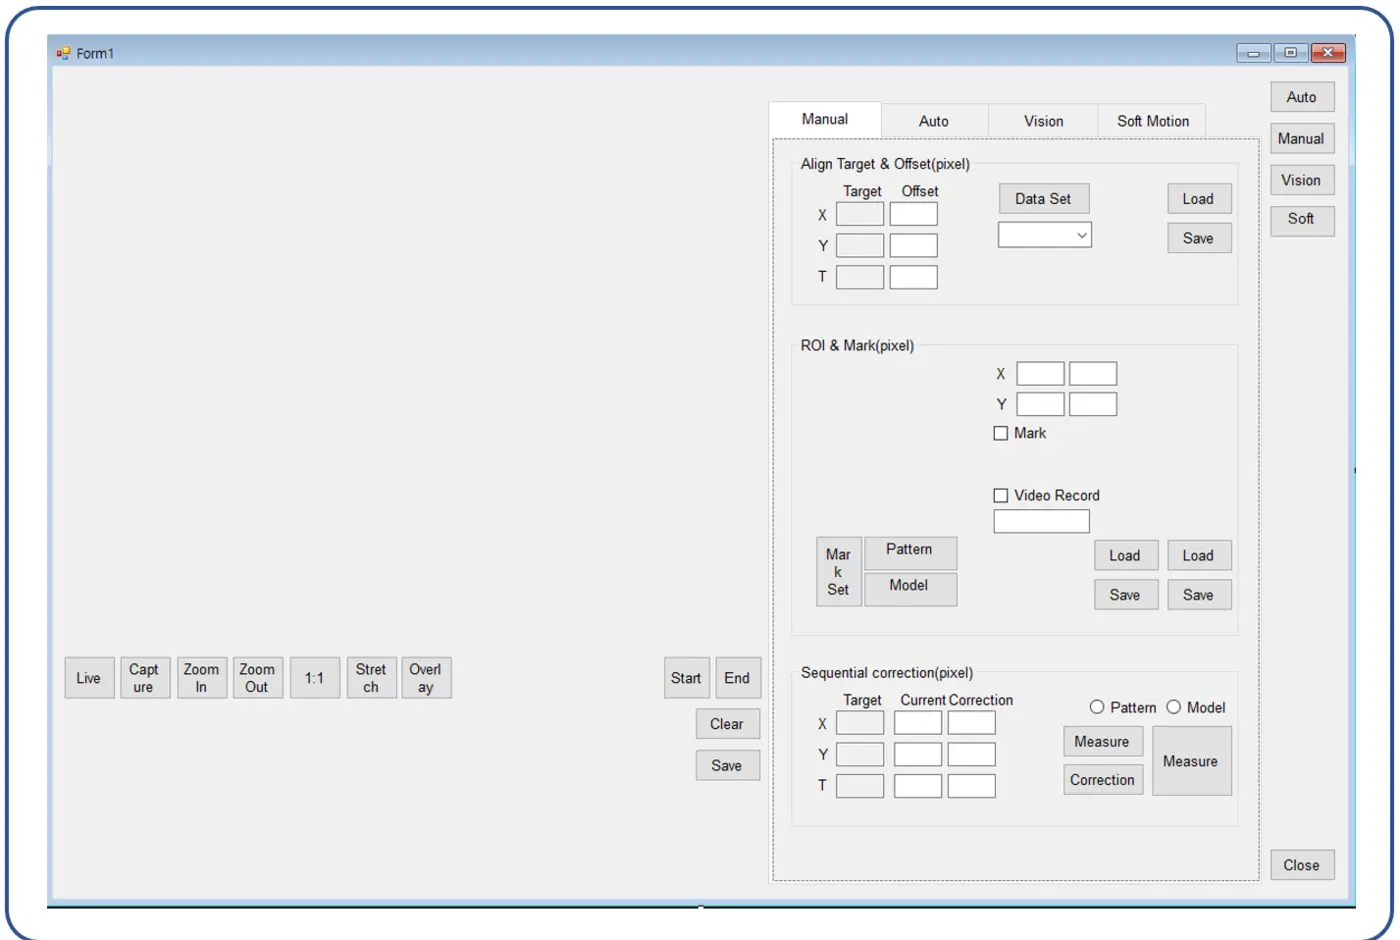 Form1
Auto
Manual
Vision
Soft
Manual
Auto
Vision
Soft Motion
Align Target & Offset(pixel)
Target Offset
X
Y
T
Data Set
Load
Save
ROI & Mark(pixel)
X
Y
Mark
Video Record
Mar
k
Set
Pattern
Model
Load
Load
Save
Save
Live
Capt
ure
Zoom
In
Zoom
Out
1:1
Stret
ch
Overl
ay
Start
End
Clear
Save
Sequential correction(pixel)
Target Current Correction
X
Y
T
Pattern
Model
Measure
Correction
Measure
Close